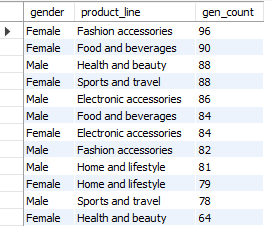 gender product_line gen_count
Female Fashion accessories 96
Female Food and beverages 90
Male Health and beauty 88
Female Sports and travel 88
Male Electronic accessories 86
Male Food and beverages 84
Female Electronic accessories 84
Male Fashion accessories 82
Male Home and lifestyle 81
Female Home and lifestyle 79
Male Sports and travel 78
Female Health and beauty 64